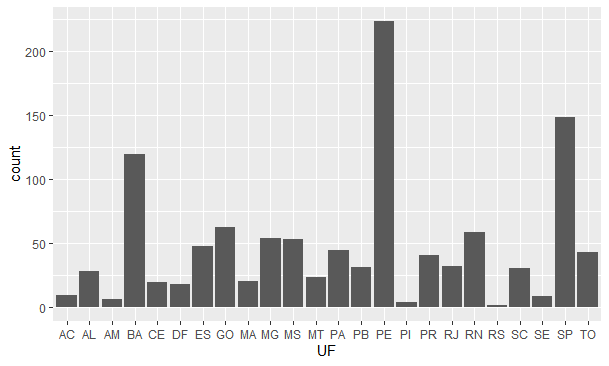 200
150
100
50
0
count
AC AL AM BA CE DF ES GO MA MG MS MT PA PB PE PI PR RJ RN RS SC SE SP TO
UF